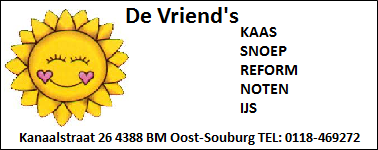 De Vriend's
KAAS
SNOEP
REFORM
NOTEN
IJS
Kanaalstraat 26 4388 BM Oost-Souburg TEL: 0118-469272